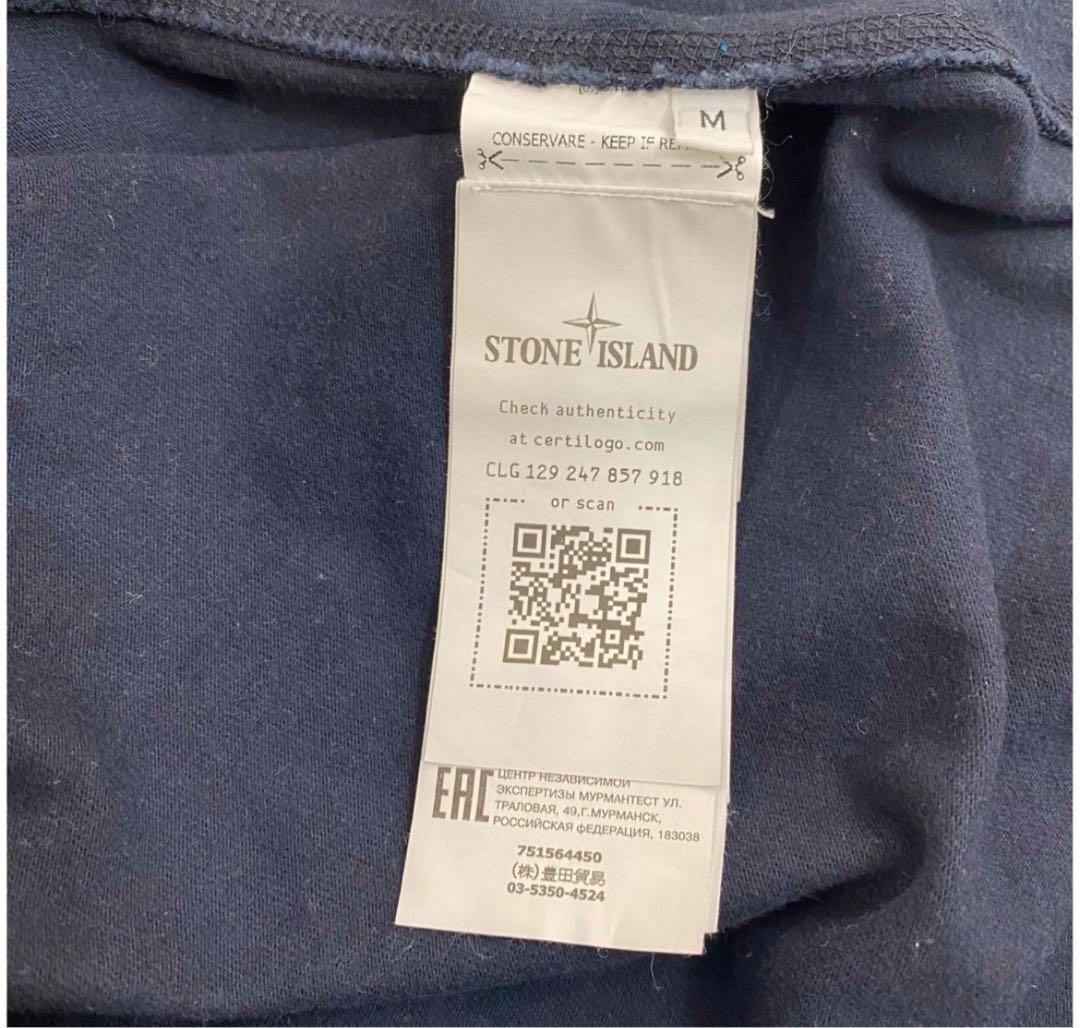 M
CONSERVARE - KEEP IF
STONE ISLAND
Check authenticity
at certilogo.com
CLG 129 247 857 918
or scan
EAC
ЦЕНТР НЕЗАВИСИМОЙ
ЭКСПЕРТИЗЫ МУРМАНТЕСТ УЛ.
ТРАЛОВАЯ, 49,Г.МУРМАНСК,
РОССИЙСКАЯ ФЕДЕРАЦИЯ, 183038
751564450
(株)豊田貿易
03-5350-4524